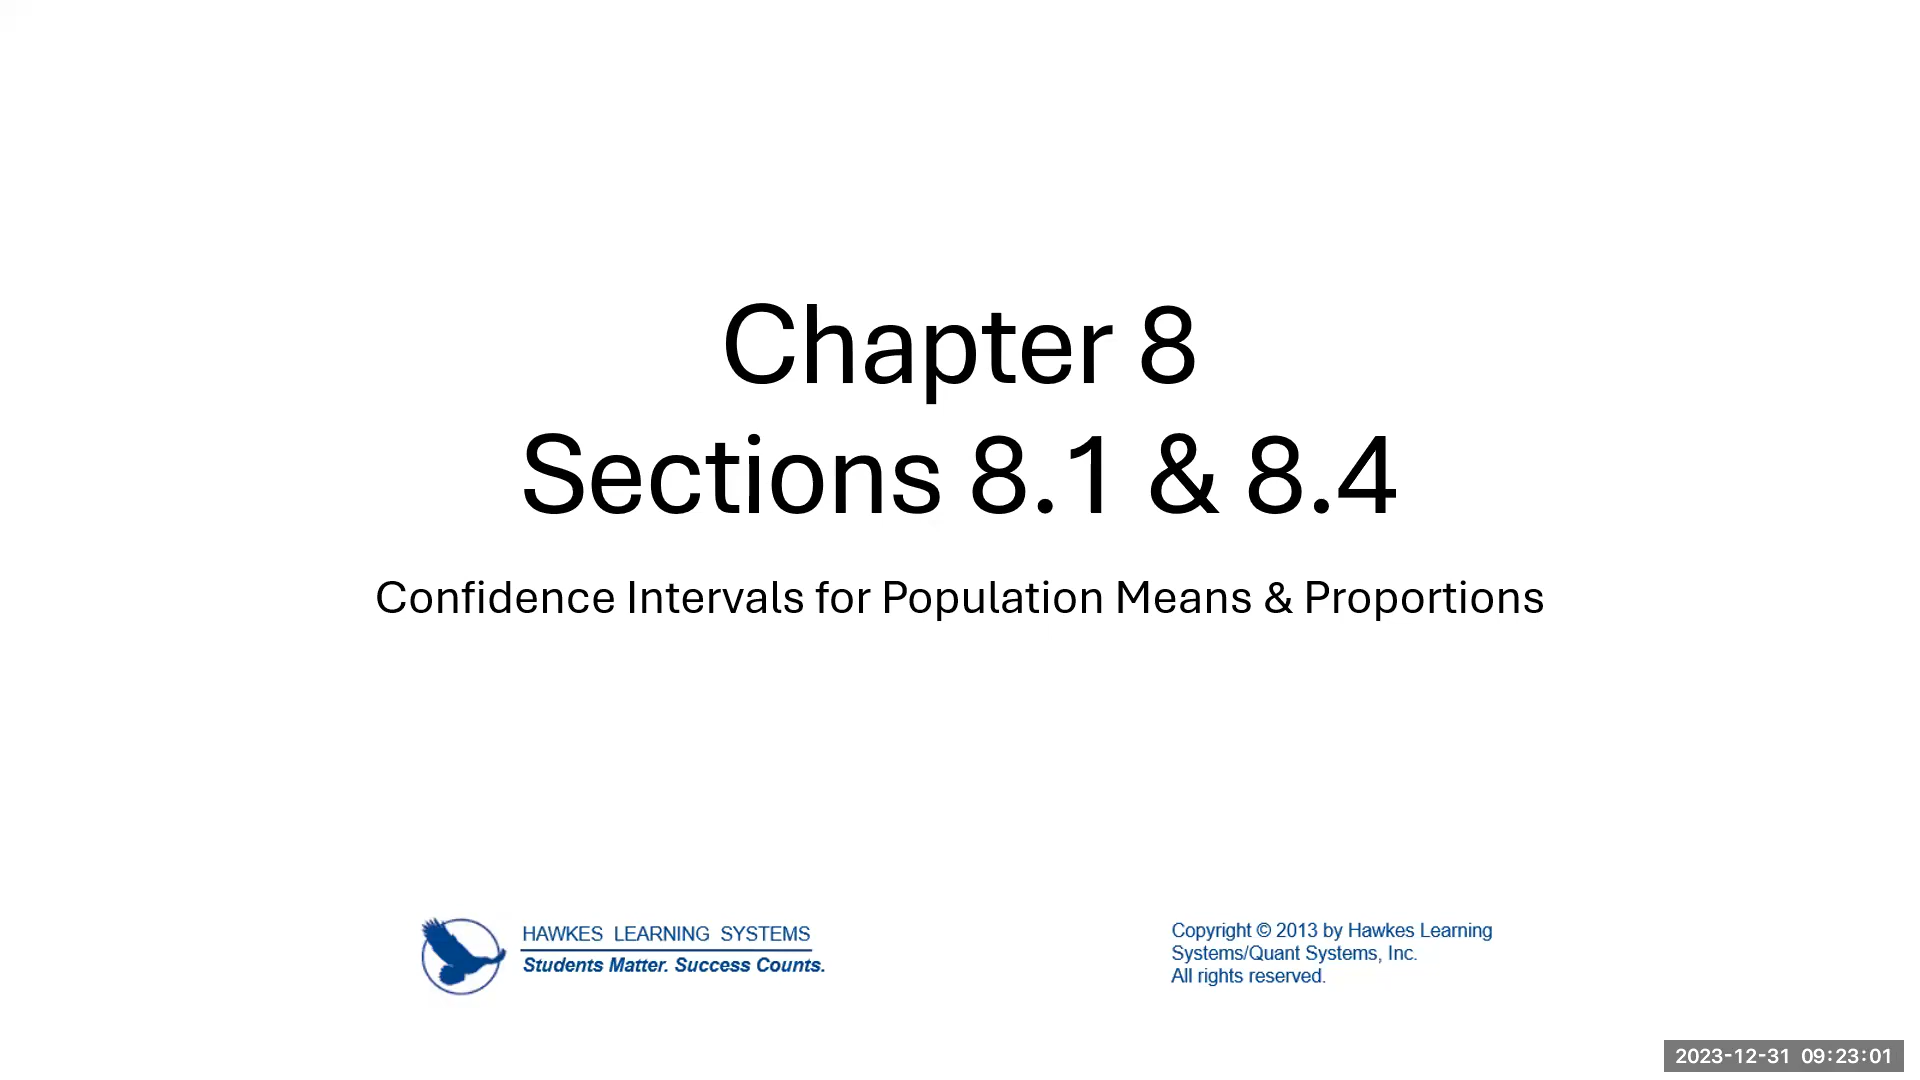 Chapter 8
Sections 8.1 & 8.4
Confidence Intervals for Population Means & Proportions
HAWKES LEARNING SYSTEMS
Students Matter. Success Counts.
Copyright © 2013 by Hawkes Learning
Systems/Quant Systems, Inc.
All rights reserved.
2023-12-31 09:23:01